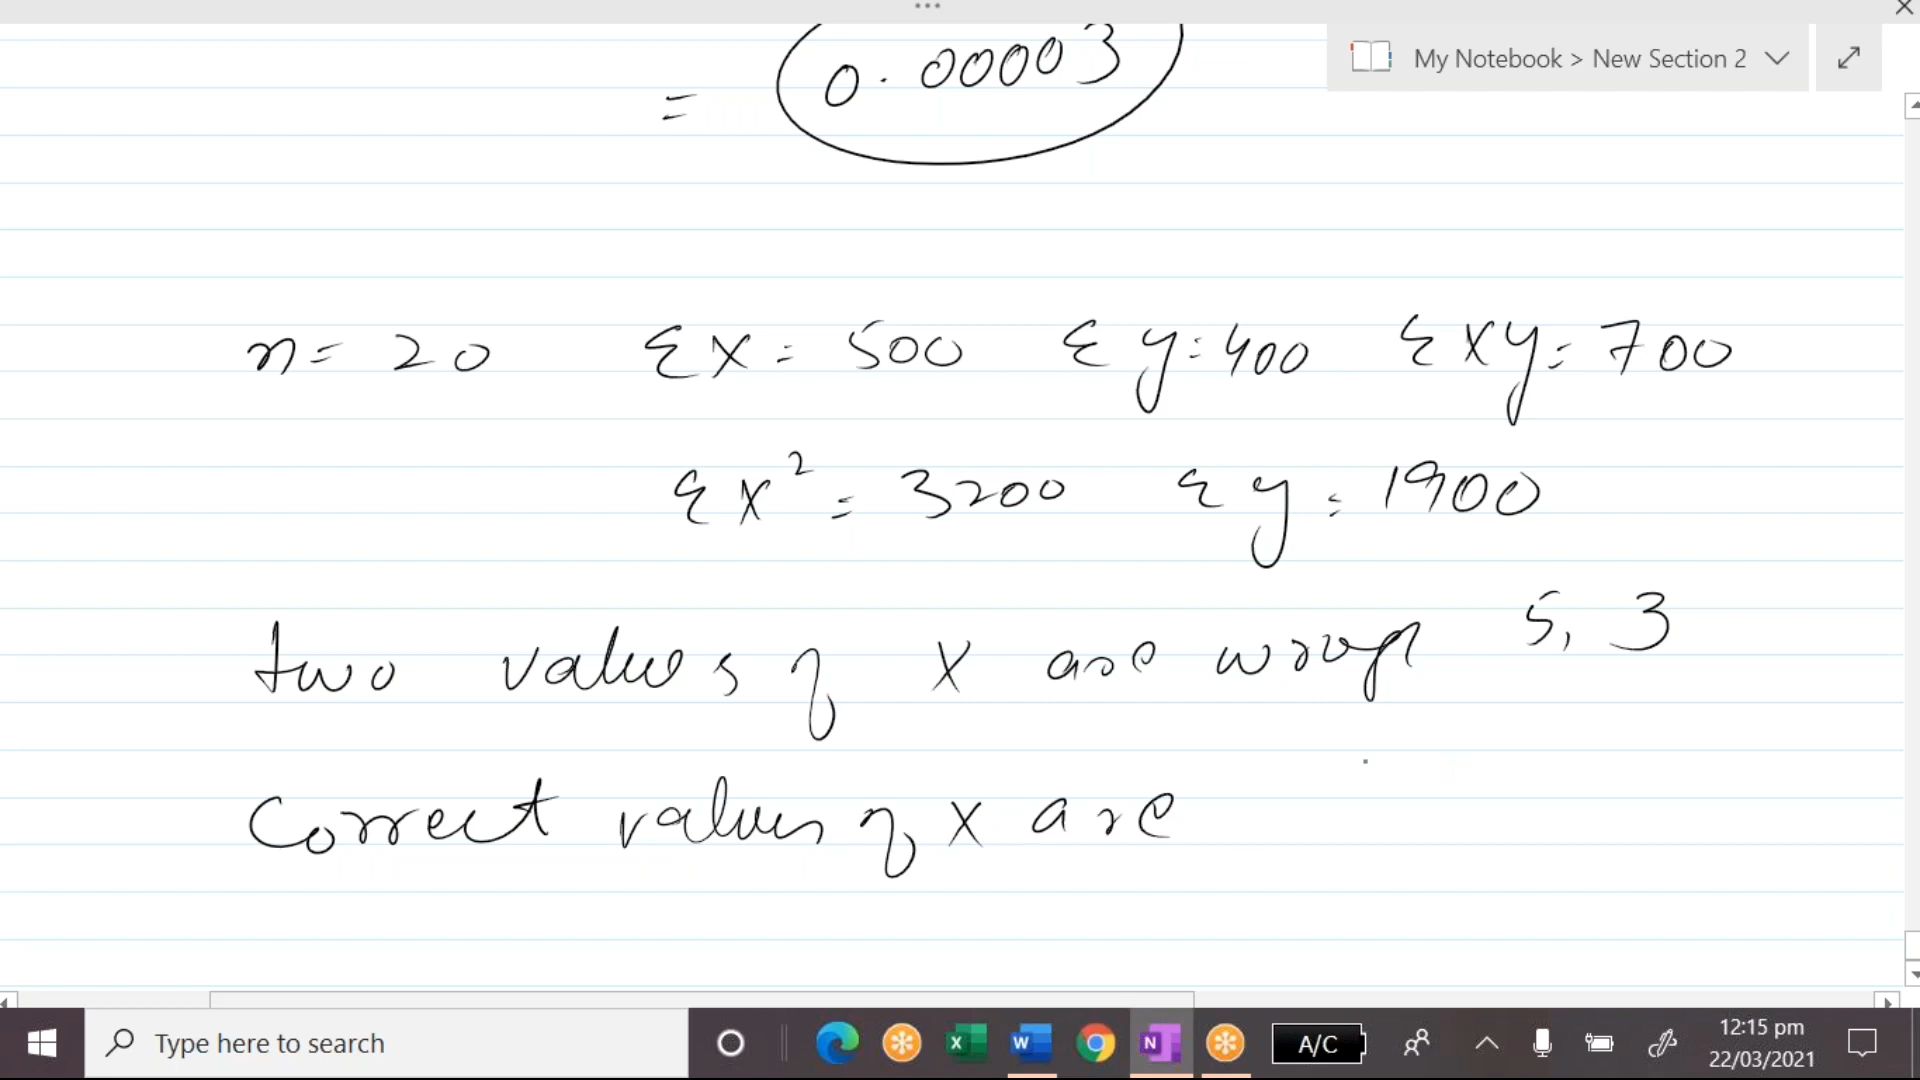 My Notebook > New Section 2
= 0.00003
n = 20 Σx = 500 Σy = 400 Σxy = 700
Σx² = 3200 Σy = 1900
two values of x are wrong 5, 3
Correct values of x are
Type here to search
A/C
12:15 pm
22/03/2021